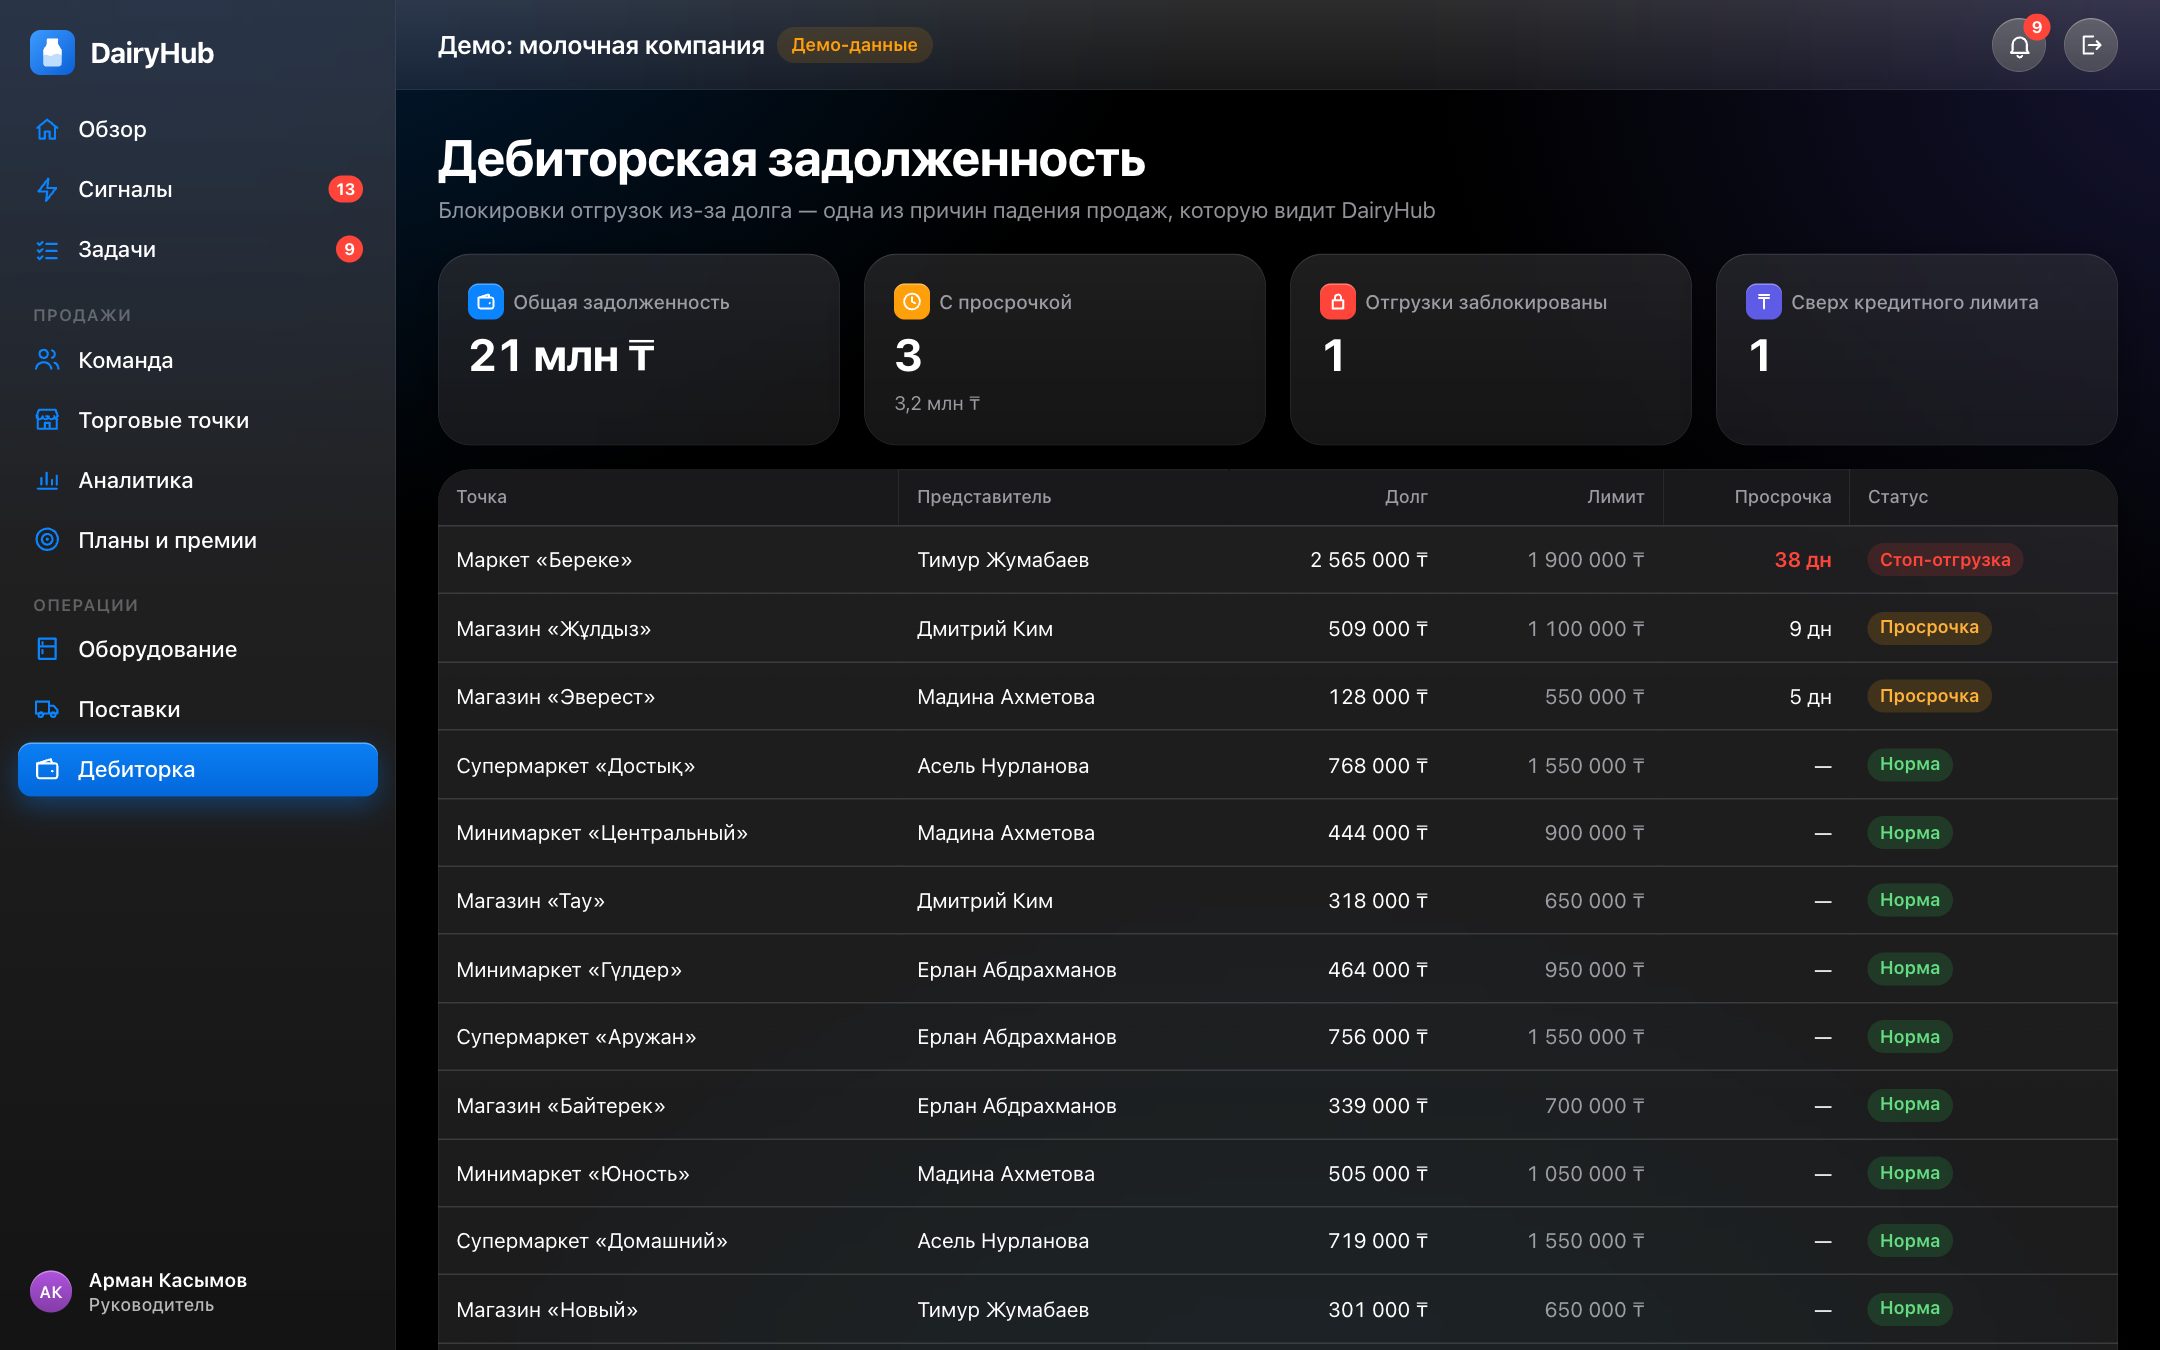 DairyHub
Обзор
Сигналы 13
Задачи 9
ПРОДАЖИ
Команда
Торговые точки
Аналитика
Планы и премии
ОПЕРАЦИИ
Оборудование
Поставки
Дебиторка
АК
Арман Касымов
Руководитель
Демо: молочная компания Демо-данные
9
Дебиторская задолженность
Блокировки отгрузок из-за долга — одна из причин падения продаж, которую видит DairyHub
Общая задолженность
21 млн ₸
С просрочкой
3
3,2 млн ₸
Отгрузки заблокированы
1
₸ Сверх кредитного лимита
1
Точка Представитель Долг Лимит Просрочка Статус
Маркет «Береке» Тимур Жумабаев 2 565 000 ₸ 1 900 000 ₸ 38 дн Стоп-отгрузка
Магазин «Жұлдыз» Дмитрий Ким 509 000 ₸ 1 100 000 ₸ 9 дн Просрочка
Магазин «Эверест» Мадина Ахметова 128 000 ₸ 550 000 ₸ 5 дн Просрочка
Супермаркет «Достық» Асель Нурланова 768 000 ₸ 1 550 000 ₸ — Норма
Минимаркет «Центральный» Мадина Ахметова 444 000 ₸ 900 000 ₸ — Норма
Магазин «Тау» Дмитрий Ким 318 000 ₸ 650 000 ₸ — Норма
Минимаркет «Гүлдер» Ерлан Абдрахманов 464 000 ₸ 950 000 ₸ — Норма
Супермаркет «Аружан» Ерлан Абдрахманов 756 000 ₸ 1 550 000 ₸ — Норма
Магазин «Байтерек» Ерлан Абдрахманов 339 000 ₸ 700 000 ₸ — Норма
Минимаркет «Юность» Мадина Ахметова 505 000 ₸ 1 050 000 ₸ — Норма
Супермаркет «Домашний» Асель Нурланова 719 000 ₸ 1 550 000 ₸ — Норма
Магазин «Новый» Тимур Жумабаев 301 000 ₸ 650 000 ₸ — Норма